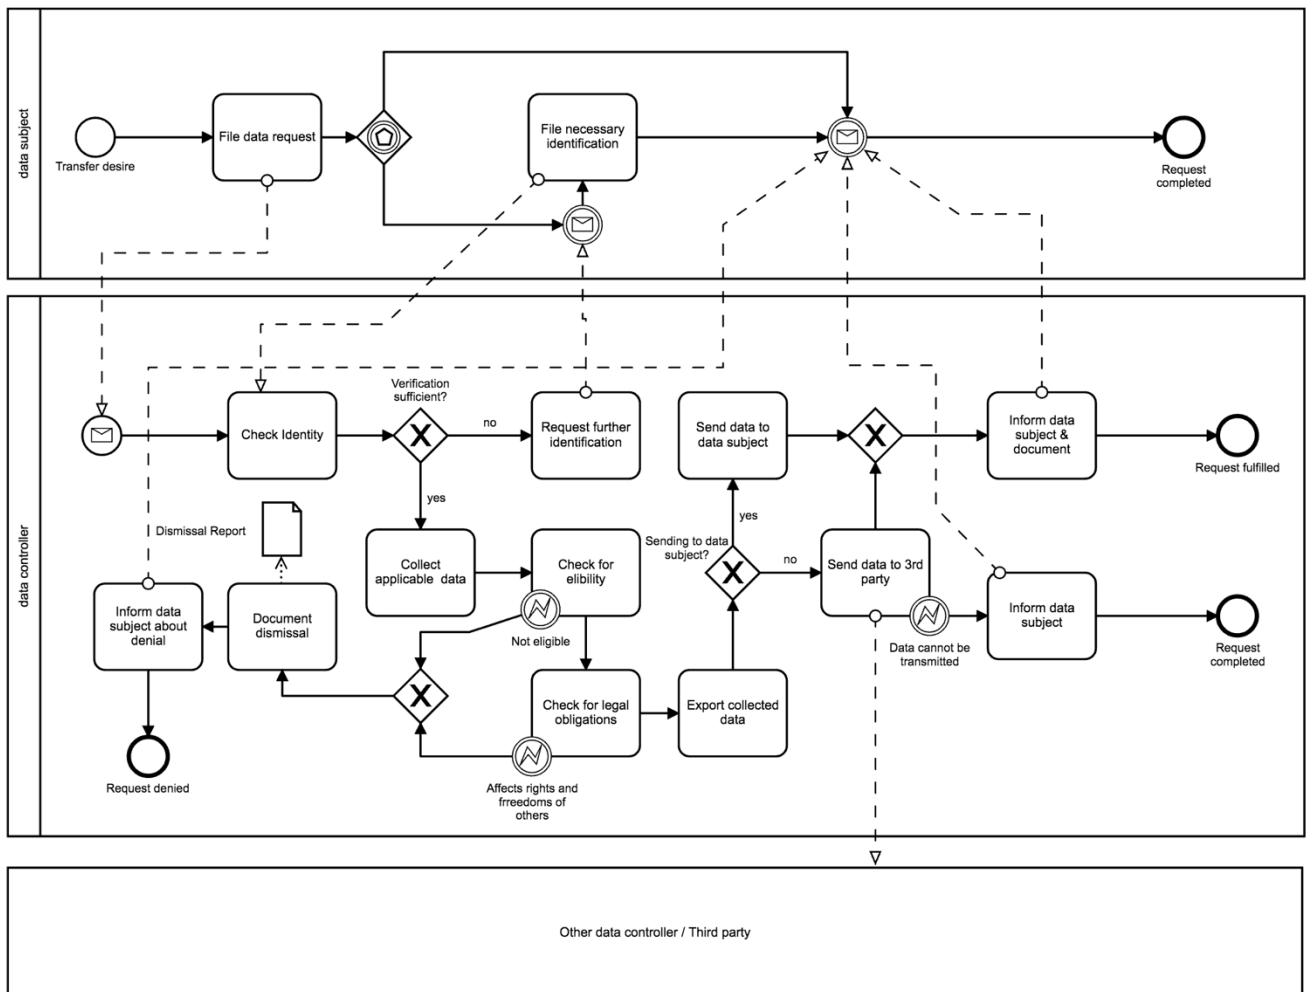 data subject
Transfer desire
File data request
File necessary
identification
Request
completed
data controller
Check Identity
Verification
sufficient?
no
yes
Request further
identification
Send data to
data subject
Inform data
subject &
document
Request fulfilled
Dismissal Report
Collect
applicable data
Check for
elibility
Not eligible
Sending to data
subject?
yes
no
Send data to 3rd
party
Data cannot be
transmitted
Inform data
subject
Request
completed
Inform data
subject about
denial
Document
dismissal
Check for legal
obligations
Export collected
data
Request denied
Affects rights and
frreedoms of
others
Other data controller / Third party